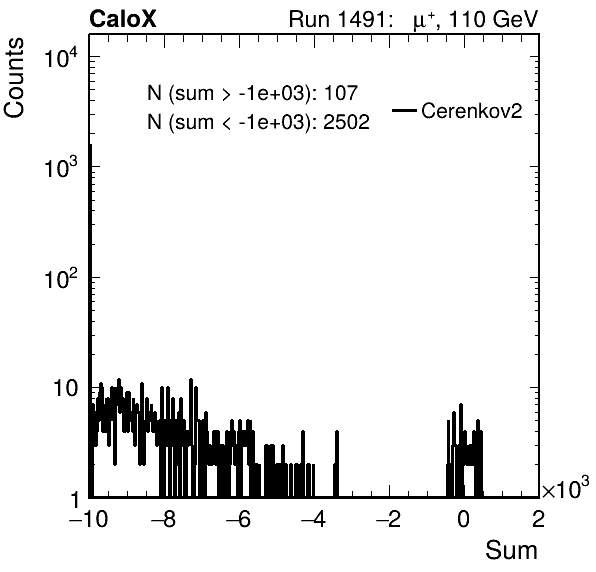 CaloX Run 1491: μ⁺, 110 GeV
Counts
10⁴
N (sum > -1e+03): 107
N (sum < -1e+03): 2502
Cerenkov2
10³
10²
10
1
−10 −8 −6 −4 −2 0 2
×10³
Sum